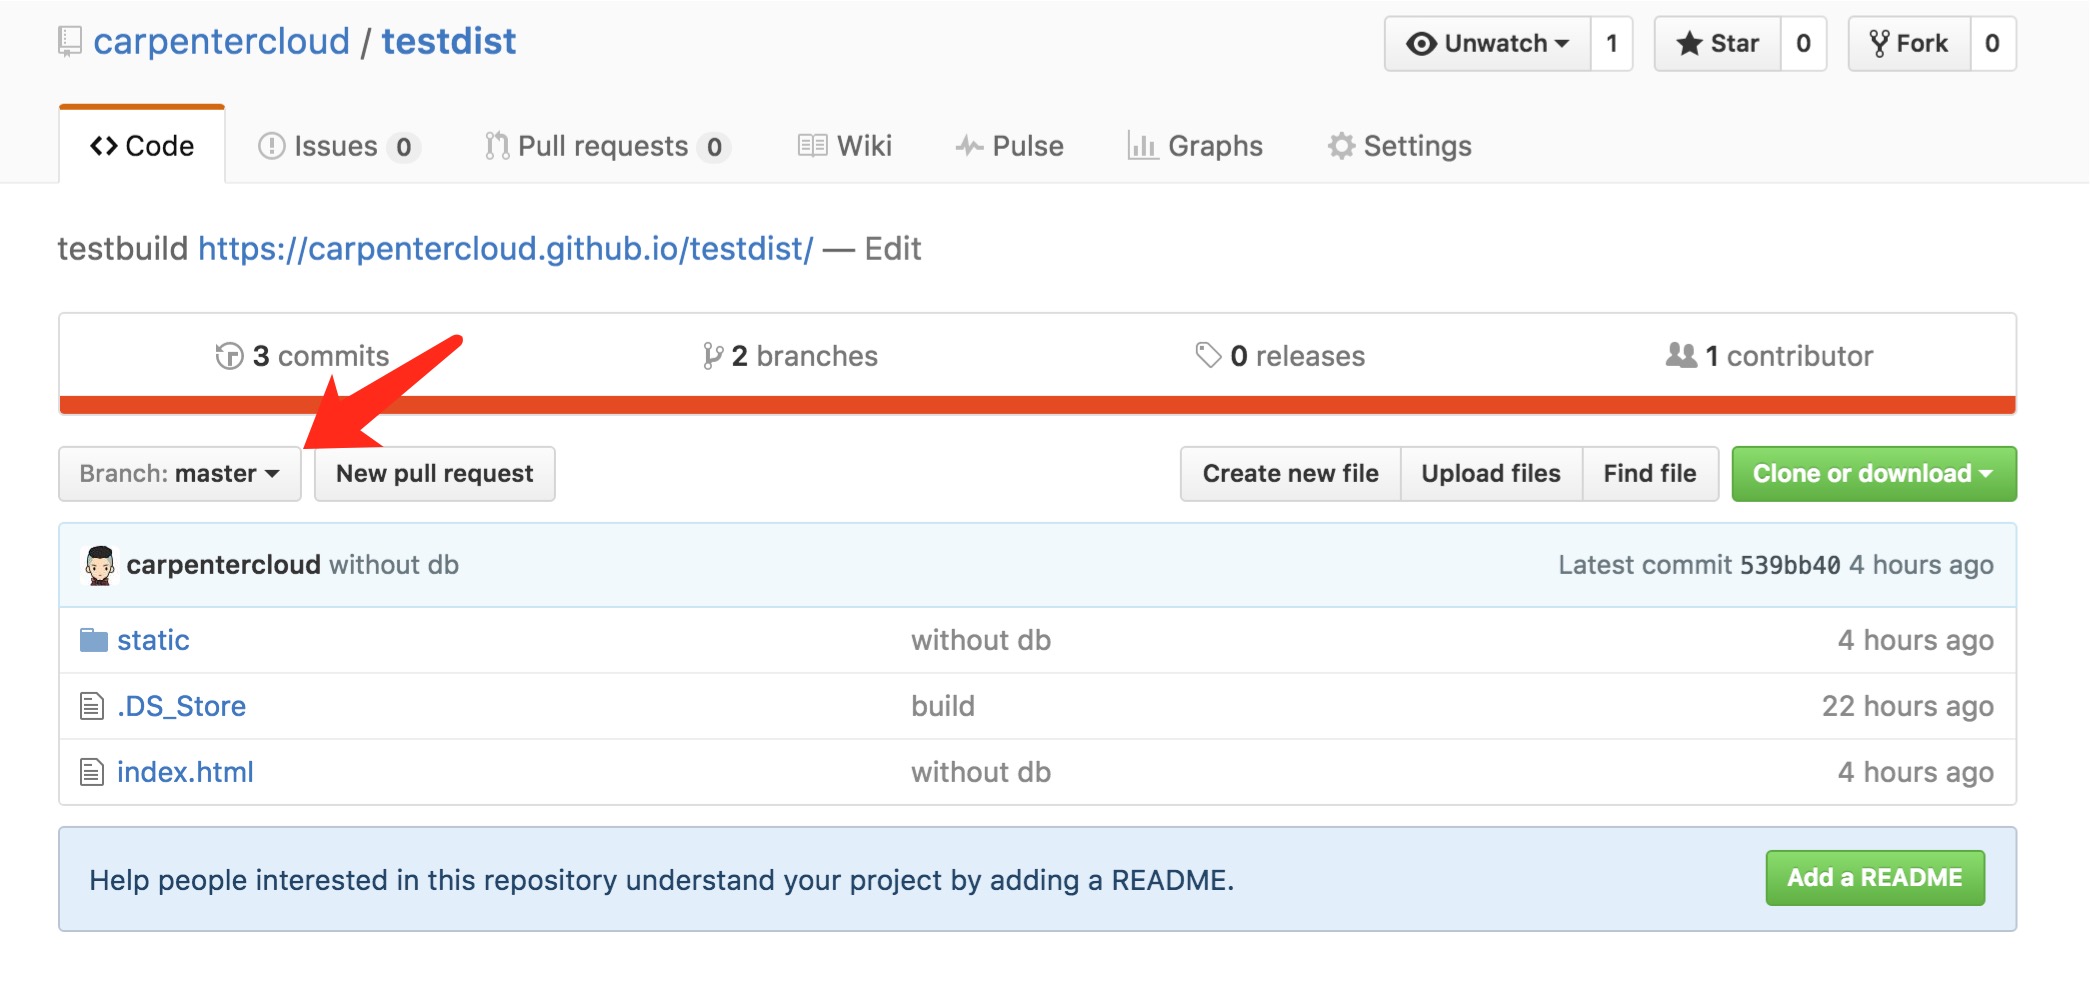 carpentercloud / testdist
Unwatch 1 Star 0 Fork 0
Code Issues 0 Pull requests 0 Wiki Pulse Graphs Settings
testbuild https://carpentercloud.github.io/testdist/ — Edit
3 commits 2 branches 0 releases 1 contributor
Branch: master New pull request Create new file Upload files Find file Clone or download
carpentercloud without db Latest commit 539bb40 4 hours ago
static without db 4 hours ago
.DS_Store build 22 hours ago
index.html without db 4 hours ago
Help people interested in this repository understand your project by adding a README. Add a README